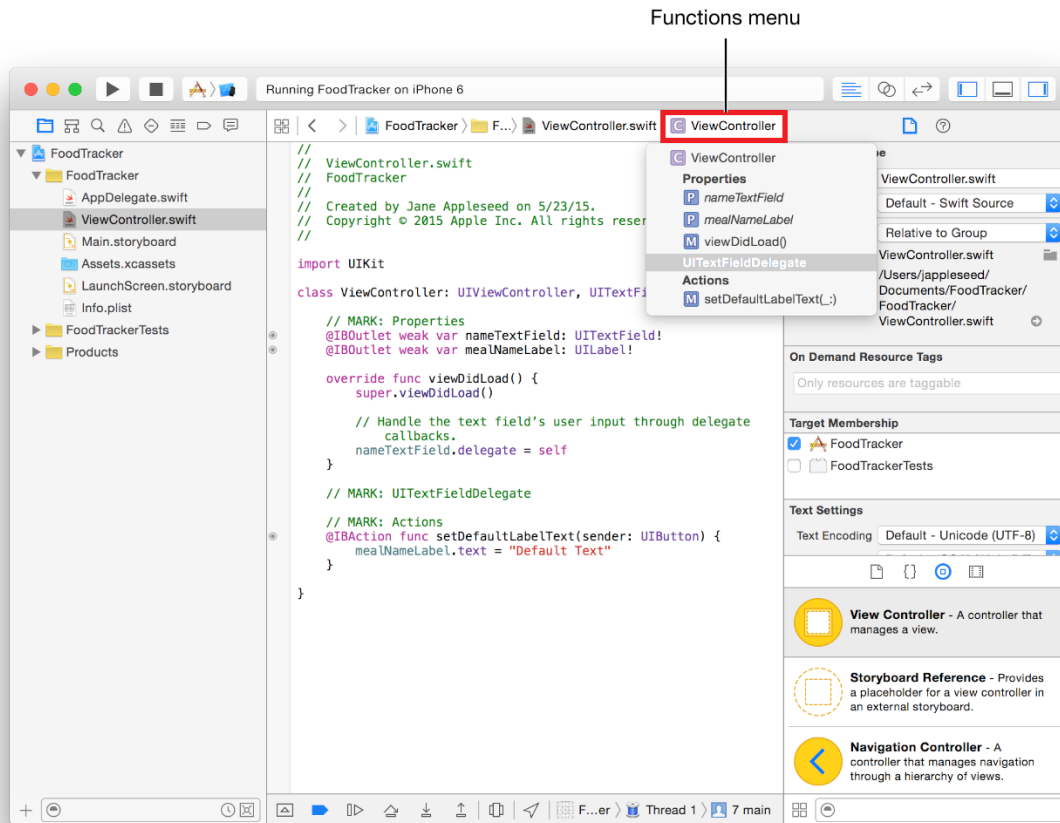 Functions menu
Running FoodTracker on iPhone 6
FoodTracker
F...
ViewController.swift
C ViewController
FoodTracker
FoodTracker
AppDelegate.swift
ViewController.swift
Main.storyboard
Assets.xcassets
LaunchScreen.storyboard
Info.plist
FoodTrackerTests
Products
//
// ViewController.swift
// FoodTracker
//
// Created by Jane Appleseed on 5/23/15.
// Copyright © 2015 Apple Inc. All rights reser
//
import UIKit
class ViewController: UIViewController, UITextFi
// MARK: Properties
@IBOutlet weak var nameTextField: UITextField!
@IBOutlet weak var mealNameLabel: UILabel!
override func viewDidLoad() {
super.viewDidLoad()
// Handle the text field's user input through delegate
callbacks.
nameTextField.delegate = self
}
// MARK: UITextFieldDelegate
// MARK: Actions
@IBAction func setDefaultLabelText(sender: UIButton) {
mealNameLabel.text = "Default Text"
}
}
C ViewController
Properties
P nameTextField
P mealNameLabel
M viewDidLoad()
UITextFieldDelegate
Actions
M setDefaultLabelText(_:)
ViewController.swift
Default - Swift Source
Relative to Group
ViewController.swift
/Users/jappleseed/
Documents/FoodTracker/
FoodTracker/
ViewController.swift
On Demand Resource Tags
Only resources are taggable
Target Membership
FoodTracker
FoodTrackerTests
Text Settings
Text Encoding Default - Unicode (UTF-8)
View Controller - A controller that
manages a view.
Storyboard Reference - Provides
a placeholder for a view controller in
an external storyboard.
Navigation Controller - A
controller that manages navigation
through a hierarchy of views.
F...er
Thread 1
7 main